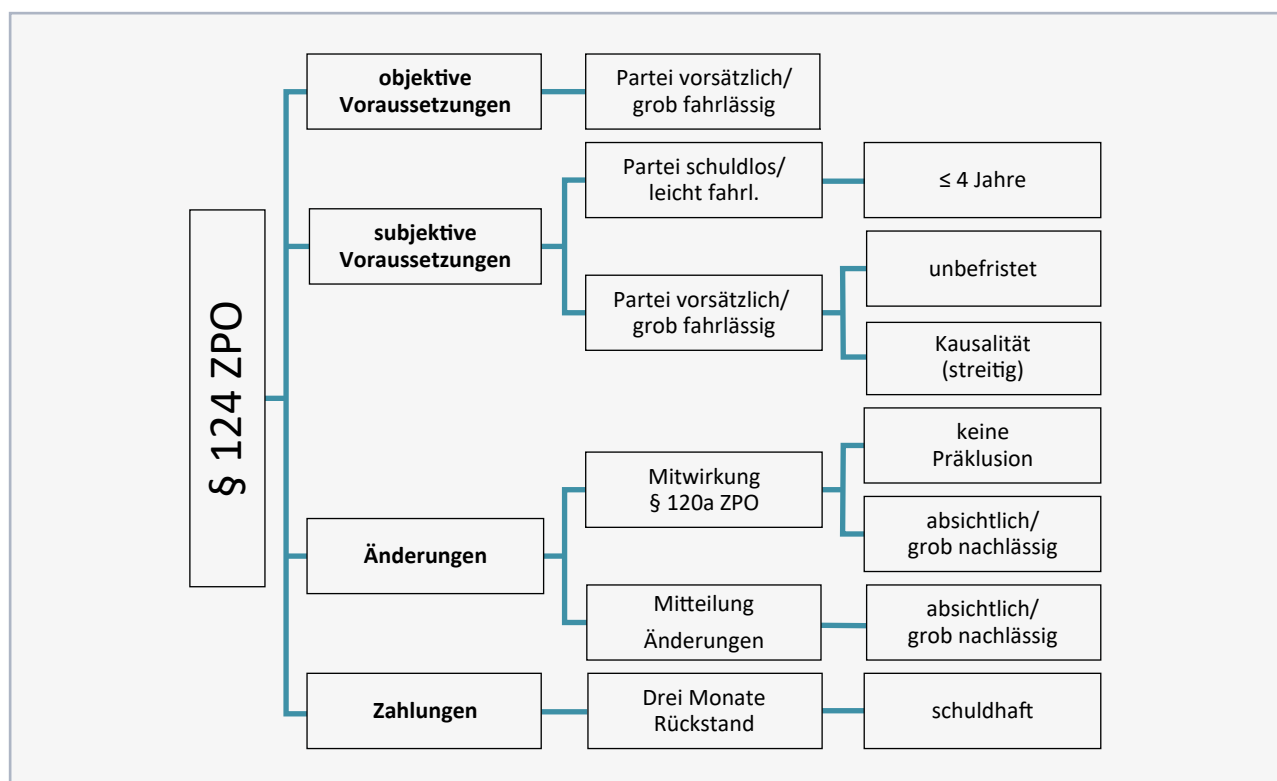 § 124 ZPO
objektive
Voraussetzungen
Partei vorsätzlich/
grob fahrlässig
subjektive
Voraussetzungen
Partei schuldlos/
leicht fahrl.
≤ 4 Jahre
Partei vorsätzlich/
grob fahrlässig
unbefristet
Kausalität
(streitig)
Änderungen
Mitwirkung
§ 120a ZPO
keine
Präklusion
absichtlich/
grob nachlässig
Mitteilung
Änderungen
absichtlich/
grob nachlässig
Zahlungen
Drei Monate
Rückstand
schuldhaft